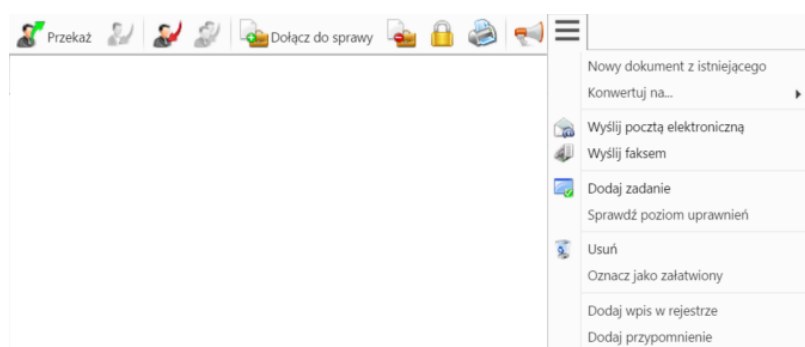 Przekaż Dołącz do sprawy
Nowy dokument z istniejącego
Konwertuj na...
Wyślij pocztą elektroniczną
Wyślij faksem
Dodaj zadanie
Sprawdź poziom uprawnień
Usuń
Oznacz jako załatwiony
Dodaj wpis w rejestrze
Dodaj przypomnienie